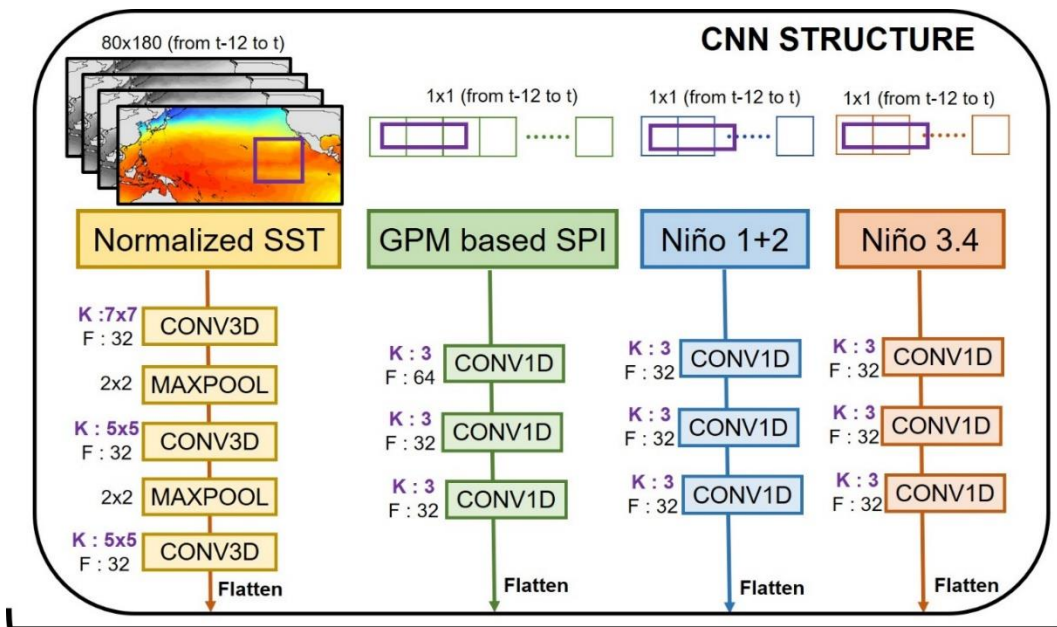 CNN STRUCTURE
80x180 (from t-12 to t)
1x1 (from t-12 to t)
1x1 (from t-12 to t)
1x1 (from t-12 to t)
Normalized SST
GPM based SPI
Niño 1+2
Niño 3.4
K :7x7
F : 32
CONV3D
2x2
MAXPOOL
K : 5x5
F : 32
CONV3D
2x2
MAXPOOL
K : 5x5
F : 32
CONV3D
Flatten
K : 3
F : 64
CONV1D
K : 3
F : 32
CONV1D
K : 3
F : 32
CONV1D
Flatten
K : 3
F : 32
CONV1D
K : 3
F : 32
CONV1D
K : 3
F : 32
CONV1D
Flatten
K : 3
F : 32
CONV1D
K : 3
F : 32
CONV1D
K : 3
F : 32
CONV1D
Flatten